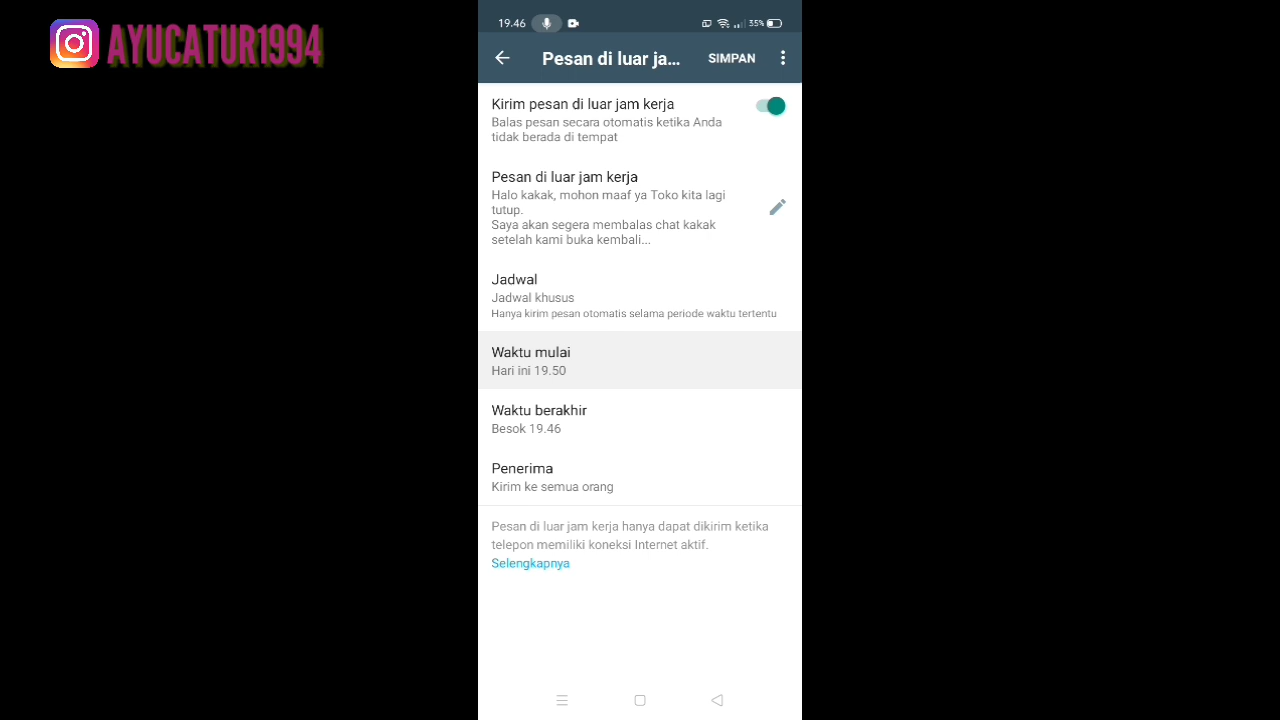 AYUCATUR1994
19.46
35%
Pesan di luar ja...
SIMPAN
Kirim pesan di luar jam kerja
Balas pesan secara otomatis ketika Anda
tidak berada di tempat
Pesan di luar jam kerja
Halo kakak, mohon maaf ya Toko kita lagi
tutup.
Saya akan segera membalas chat kakak
setelah kami buka kembali...
Jadwal
Jadwal khusus
Hanya kirim pesan otomatis selama periode waktu tertentu
Waktu mulai
Hari ini 19.50
Waktu berakhir
Besok 19.46
Penerima
Kirim ke semua orang
Pesan di luar jam kerja hanya dapat dikirim ketika
telepon memiliki koneksi Internet aktif.
Selengkapnya